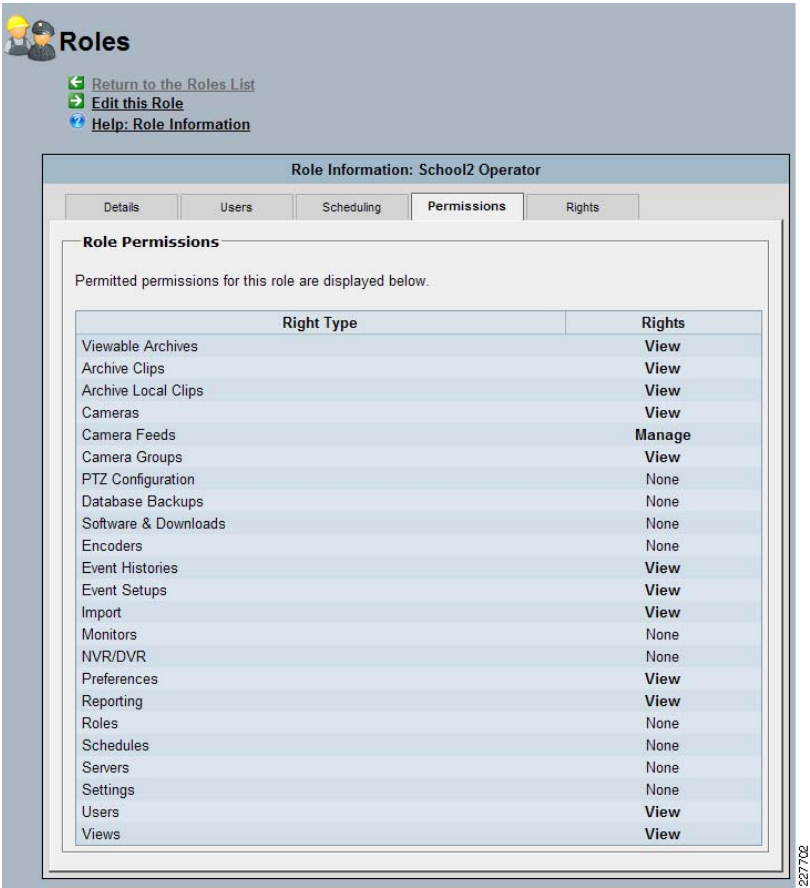 Roles
Return to the Roles List
Edit this Role
Help: Role Information
Role Information: School2 Operator
Details Users Scheduling Permissions Rights
Role Permissions
Permitted permissions for this role are displayed below.
Right Type Rights
Viewable Archives View
Archive Clips View
Archive Local Clips View
Cameras View
Camera Feeds Manage
Camera Groups View
PTZ Configuration None
Database Backups None
Software & Downloads None
Encoders None
Event Histories View
Event Setups View
Import View
Monitors None
NVR/DVR None
Preferences View
Reporting View
Roles None
Schedules None
Servers None
Settings None
Users View
Views View
227702